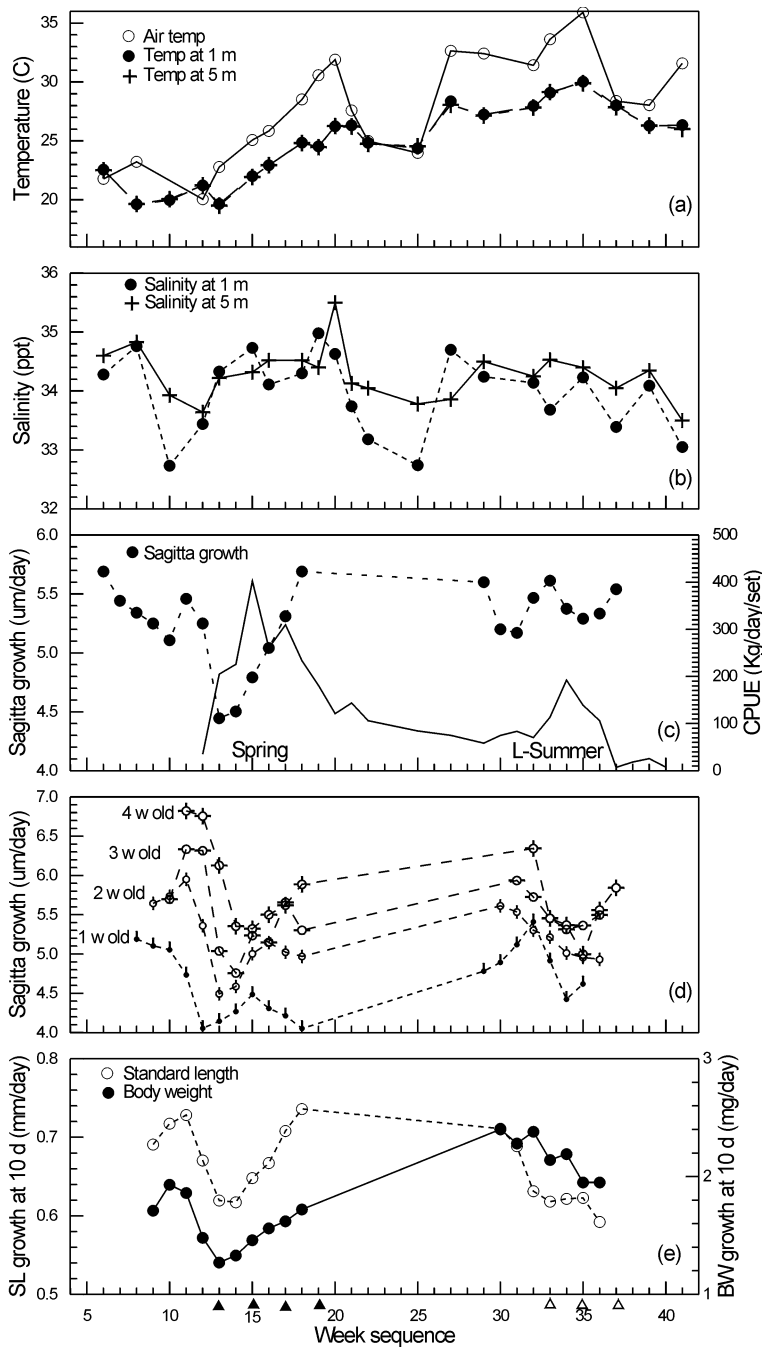 35
30
25
20
Temperature (C)
Air temp
Temp at 1 m
Temp at 5 m
(a)
36
35
34
33
32
Salinity (ppt)
Salinity at 1 m
Salinity at 5 m
(b)
6.0
5.6
5.2
5.0
4.4
4.0
Sagitta growth (um/day)
Sagitta growth
Spring
L-Summer
(c)
500
400
300
200
100
0
CPUE (Kg/day/set)
7.0
6.5
6.0
5.5
5.0
4.5
4.0
Sagitta growth (um/day)
4 w old
3 w old
2 w old
1 w old
(d)
0.8
0.7
0.6
0.5
SL growth at 10 d (mm/day)
Standard length
Body weight
(e)
3
2
1
BW growth at 10 d (mg/day)
5 10 15 20 25 30 35 40
Week sequence